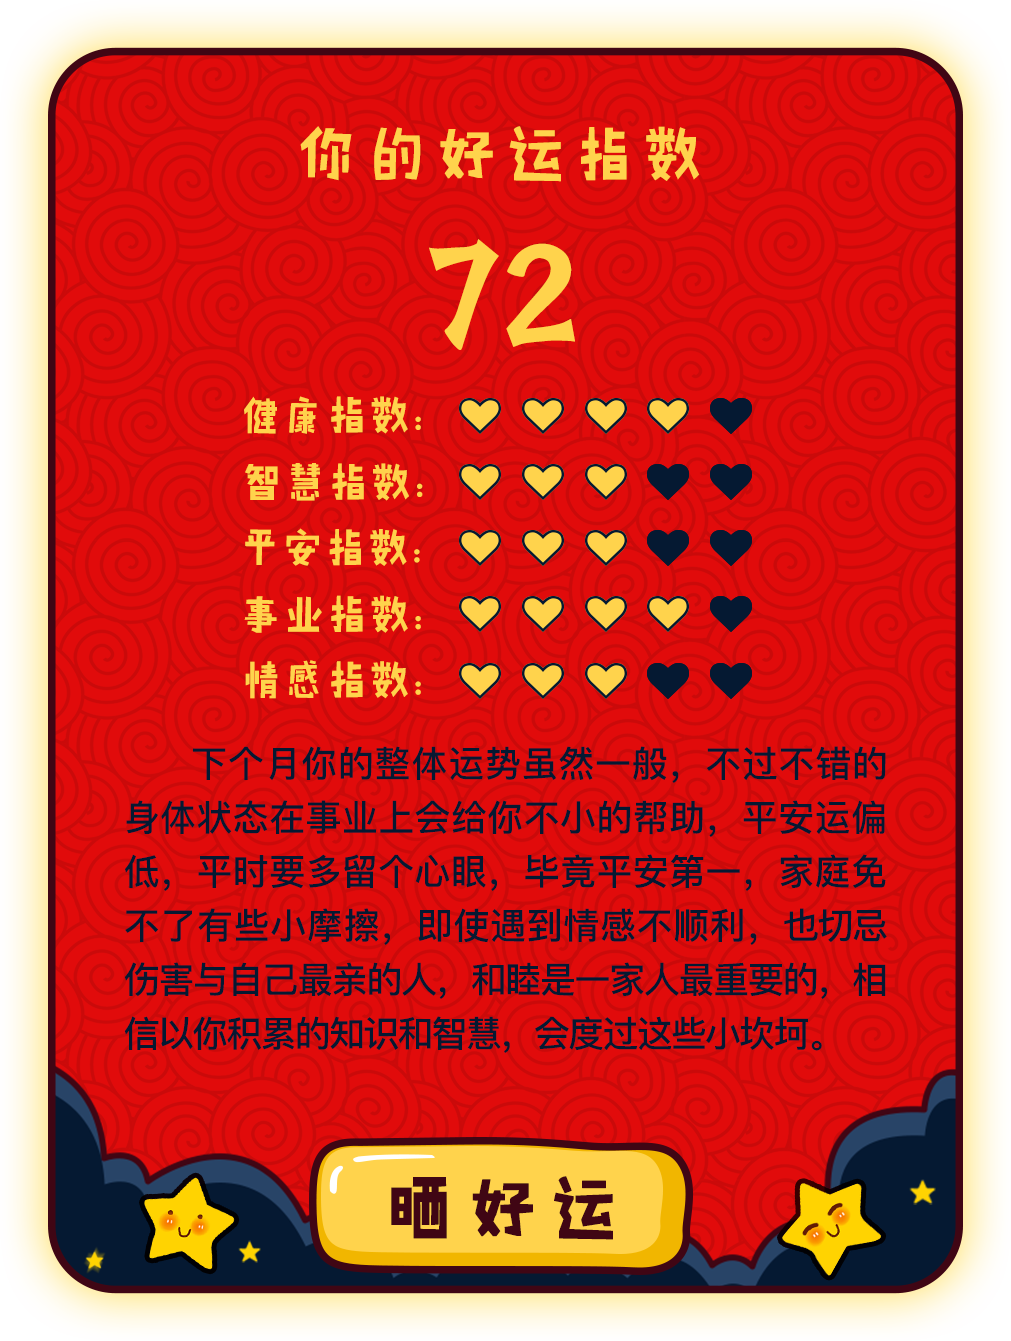 你的好运指数
72
健康指数：
智慧指数：
平安指数：
事业指数：
情感指数：
下个月你的整体运势虽然一般，不过不错的
身体状态在事业上会给你不小的帮助，平安运偏
低，平时要多留个心眼，毕竟平安第一，家庭免
不了有些小摩擦，即使遇到情感不顺利，也切忌
伤害与自己最亲的人，和睦是一家人最重要的，相
信以你积累的知识和智慧，会度过这些小坎坷。
晒好运